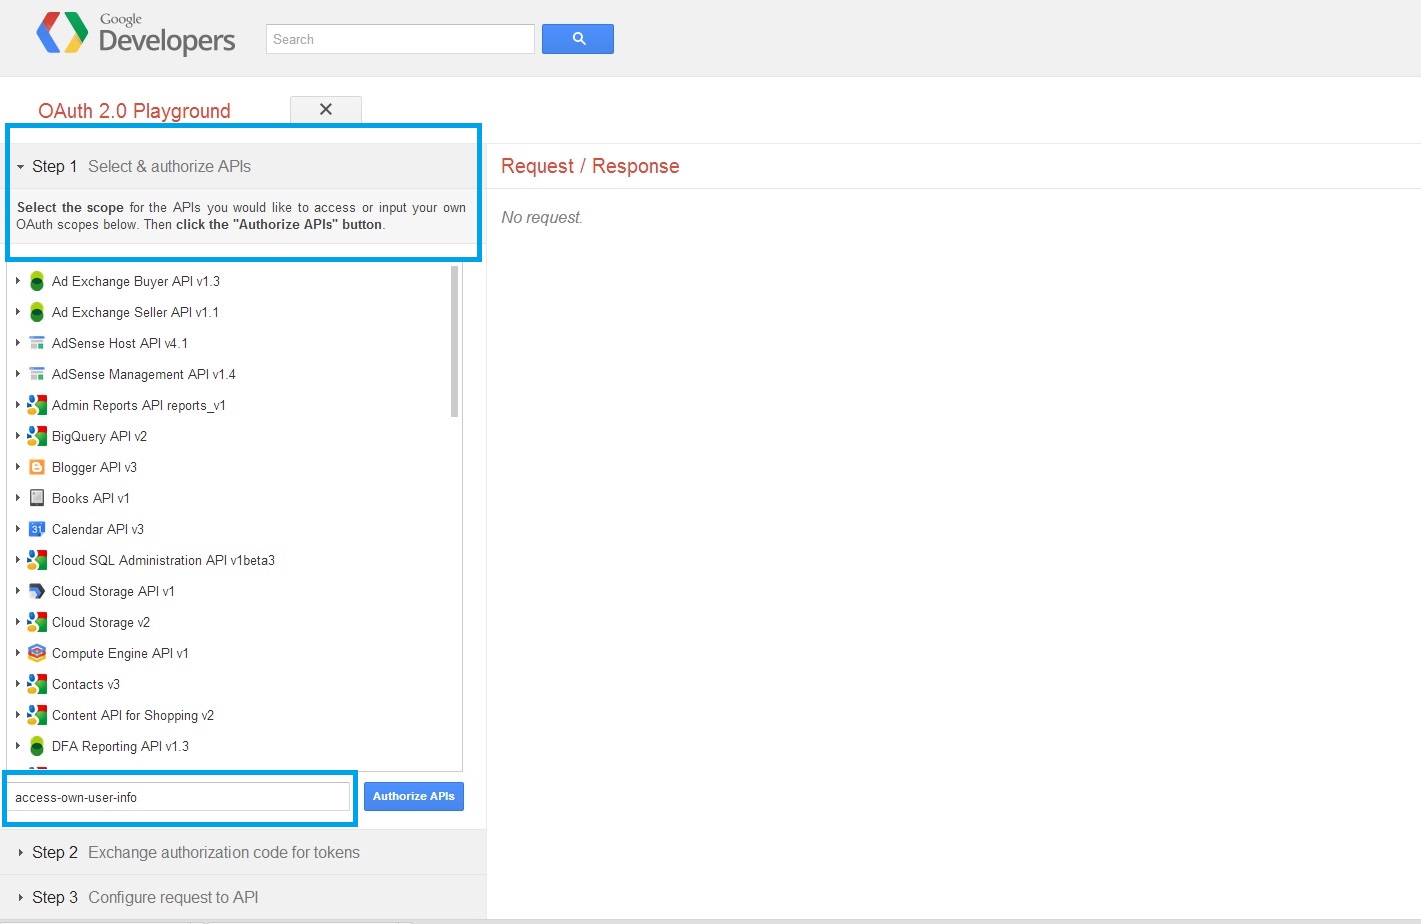 Google
Developers
Search
OAuth 2.0 Playground
Step 1 Select & authorize APIs
Select the scope for the APIs you would like to access or input your own
OAuth scopes below. Then click the "Authorize APIs" button.
Ad Exchange Buyer API v1.3
Ad Exchange Seller API v1.1
AdSense Host API v4.1
AdSense Management API v1.4
Admin Reports API reports_v1
BigQuery API v2
Blogger API v3
Books API v1
31 Calendar API v3
Cloud SQL Administration API v1beta3
Cloud Storage API v1
Cloud Storage v2
Compute Engine API v1
Contacts v3
Content API for Shopping v2
DFA Reporting API v1.3
access-own-user-info
Authorize APIs
Step 2 Exchange authorization code for tokens
Step 3 Configure request to API
Request / Response
No request.